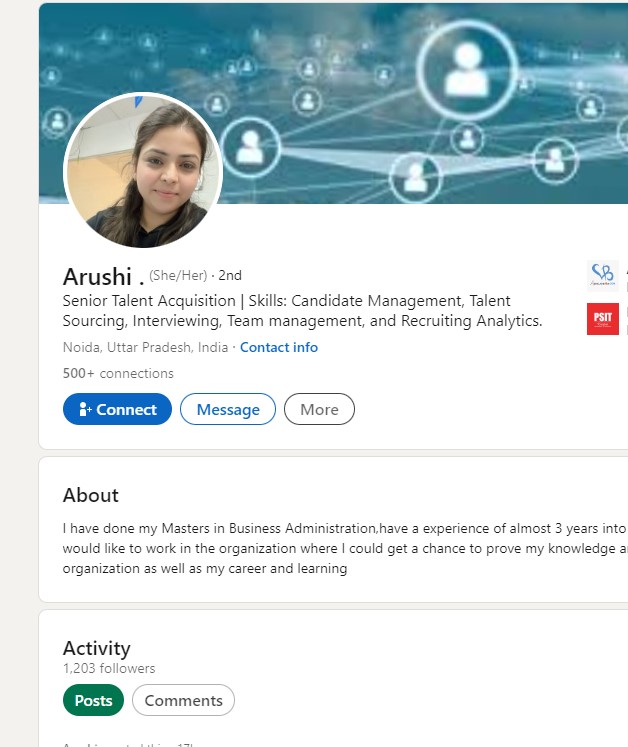 Arushi . (She/Her) · 2nd
Senior Talent Acquisition | Skills: Candidate Management, Talent
Sourcing, Interviewing, Team management, and Recruiting Analytics.
PSIT
Noida, Uttar Pradesh, India · Contact info
500+ connections
Connect
Message
More
About
I have done my Masters in Business Administration,have a experience of almost 3 years into
would like to work in the organization where I could get a chance to prove my knowledge
organization as well as my career and learning
Activity
1,203 followers
Posts
Comments